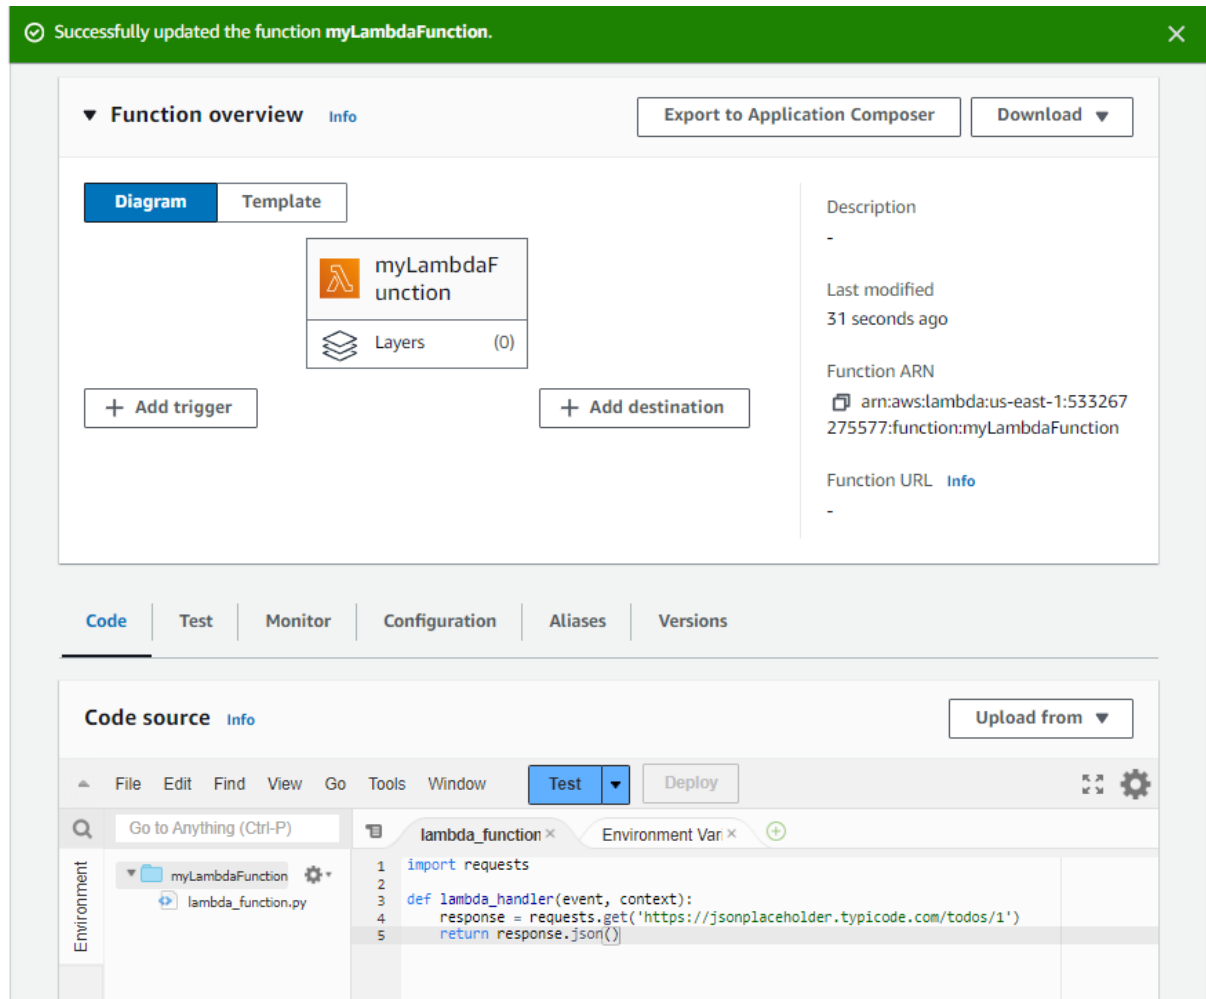 Successfully updated the function myLambdaFunction.
Function overview Info
Export to Application Composer
Download
Diagram
Template
myLambdaF
unction
Layers (0)
Add trigger
Add destination
Description
-
Last modified
31 seconds ago
Function ARN
arn:aws:lambda:us-east-1:533267
275577:function:myLambdaFunction
Function URL Info
-
Code Test Monitor Configuration Aliases Versions
Code source Info
Upload from
File Edit Find View Go Tools Window Test Deploy
Go to Anything (Ctrl-P)
lambda_function
Environment Vari
Environment
myLambdaFunction
lambda_function.py
1 import requests
2
3 def lambda_handler(event, context):
4     response = requests.get('https://jsonplaceholder.typicode.com/todos/1')
5     return response.json()